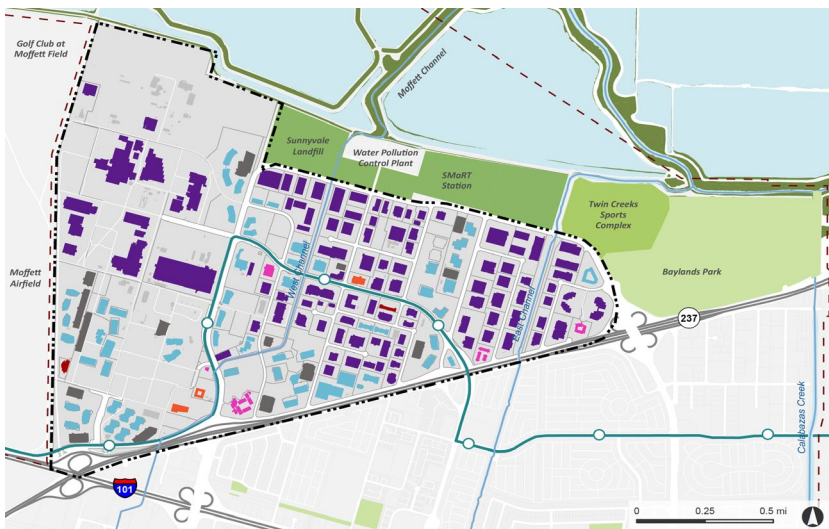 Golf Club at
Moffett Field
Moffett Channel
Sunnyvale
Landfill
Water Pollution
Control Plant
SMaRT
Station
Twin Creeks
Sports
Complex
Baylands Park
Moffett
Airfield
West Channel
East Channel
237
Calabazas Creek
101
0 0.25 0.5 mi